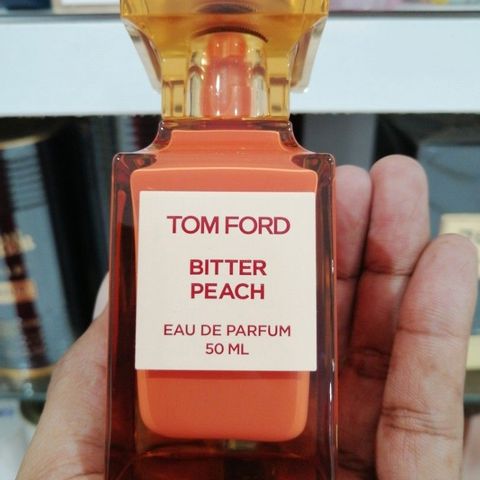 TOM FORD
BITTER
PEACH
EAU DE PARFUM
50 ML